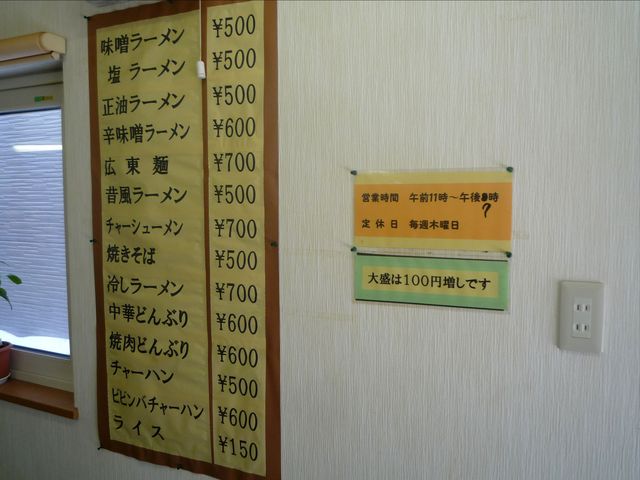 味噌ラーメン ¥500
塩 ラーメン ¥500
正油ラーメン ¥500
辛味噌ラーメン ¥600
広 東 麺 ¥700
昔風ラーメン ¥500
チャーシューメン ¥700
焼きそば ¥500
冷しラーメン ¥700
中華どんぶり ¥600
焼肉どんぶり ¥600
チャーハン ¥500
ビビンバチャーハン ¥600
ライス ¥150
営業時間 午前11時~午後時
7
定休日 毎週木曜日
大盛は100円増しです